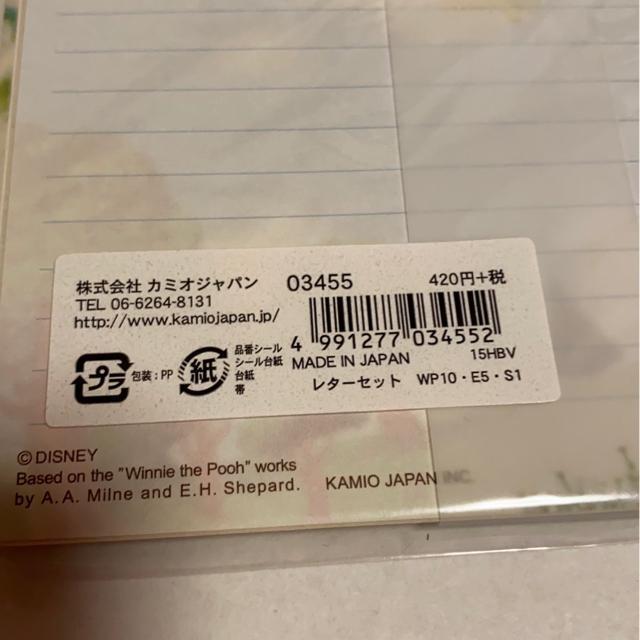 株式会社 カミオジャパン 03455 420円+税
TEL 06-6264-8131
http://www.kamiojapan.jp/
4 991277 034552
プラ 包装:PP 紙 品番シール
シール台紙
台紙
帯
MADE IN JAPAN 15HBV
レターセット WP10・E5・S1
©DISNEY
Based on the "Winnie the Pooh" works
by A.A. Milne and E.H. Shepard. KAMIO JAPAN INC.